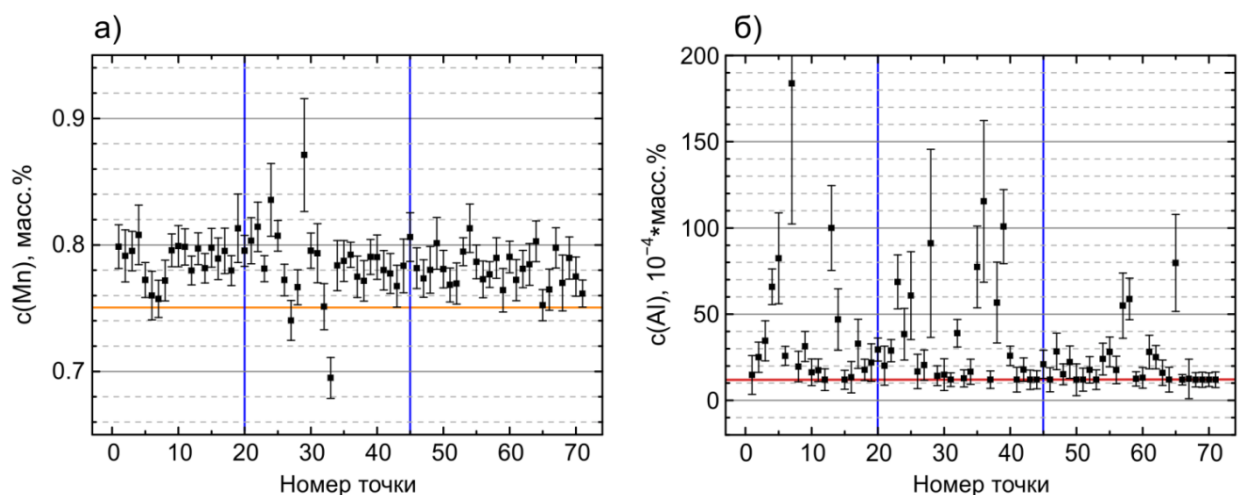 а)
c(Mn), масс.%
0.9
0.8
0.7
0 10 20 30 40 50 60 70
Номер точки
б)
c(Al), 10⁻⁴*масс.%
200
150
100
50
0
0 10 20 30 40 50 60 70
Номер точки